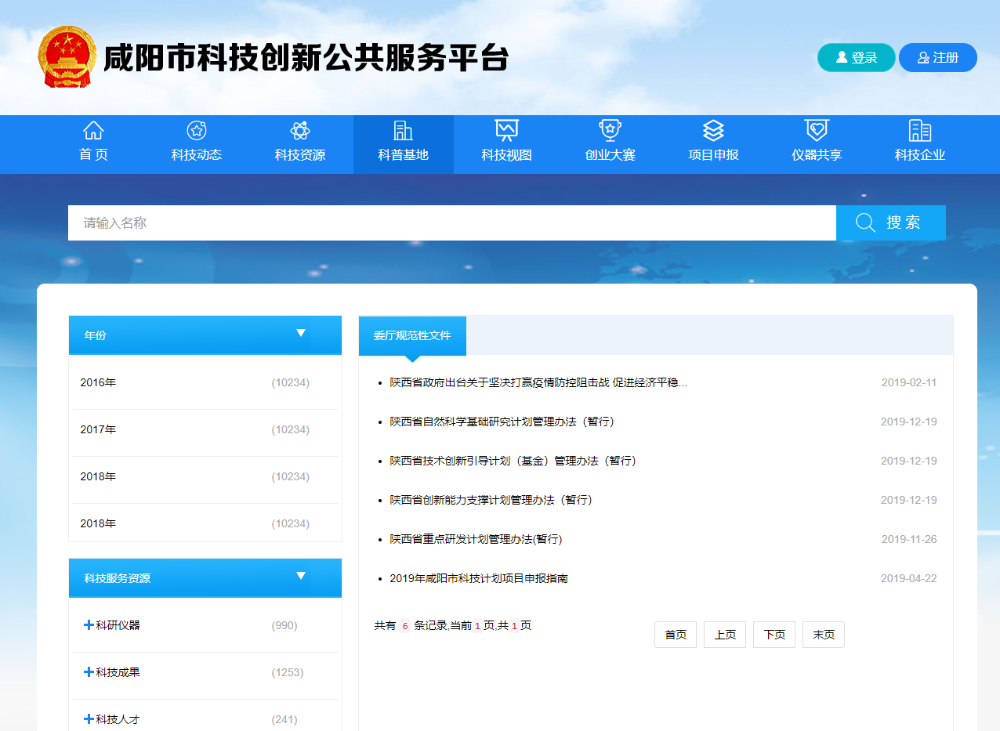 咸阳市科技创新公共服务平台
登录
注册
首 页
科技动态
科技资源
科普基地
科技视图
创业大赛
项目申报
仪器共享
科技企业
请输入名称
搜 索
年份
2016年 (10234)
2017年 (10234)
2018年 (10234)
2018年 (10234)
科技服务资源
科研仪器 (990)
科技成果 (1253)
科技人才 (241)
委厅规范性文件
陕西省政府出台关于坚决打赢疫情防控阻击战 促进经济平稳... 2019-02-11
陕西省自然科学基础研究计划管理办法（暂行） 2019-12-19
陕西省技术创新引导计划（基金）管理办法（暂行） 2019-12-19
陕西省创新能力支撑计划管理办法（暂行） 2019-12-19
陕西省重点研发计划管理办法(暂行) 2019-11-26
2019年咸阳市科技计划项目申报指南 2019-04-22
共有 6 条记录,当前 1 页,共 1 页
首页
上页
下页
末页